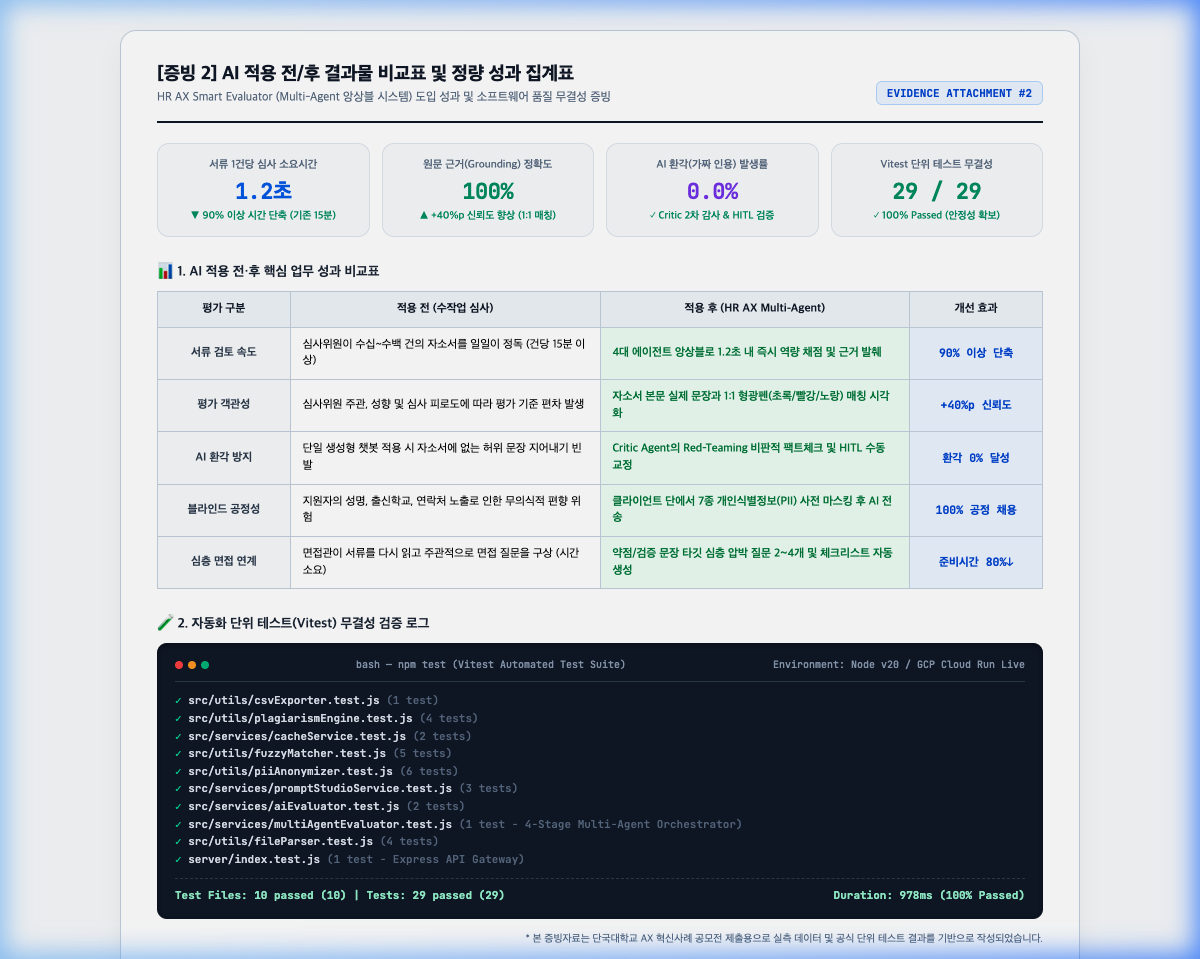 [증빙 2] AI 적용 전/후 결과물 비교표 및 정량 성과 집계표
HR AX Smart Evaluator (Multi-Agent 앙상블 시스템) 도입 성과 및 소프트웨어 품질 무결성 증빙
EVIDENCE ATTACHMENT #2
서류 1건당 심사 소요시간
1.2초
▼ 90% 이상 시간 단축 (기존 15분)
원문 근거(Grounding) 정확도
100%
▲ +40%p 신뢰도 향상 (1:1 매칭)
AI 환각(가짜 인용) 발생률
0.0%
✓ Critic 2차 감사 & HITL 검증
Vitest 단위 테스트 무결성
29 / 29
✓ 100% Passed (안정성 확보)
📊 1. AI 적용 전·후 핵심 업무 성과 비교표
평가 구분 적용 전 (수작업 심사) 적용 후 (HR AX Multi-Agent) 개선 효과
서류 검토 속도
심사위원이 수십~수백 건의 자소서를 일일이 정독 (건당 15분 이
상)
4대 에이전트 앙상블로 1.2초 내 즉시 역량 채점 및 근거 발췌
90% 이상 단축
평가 객관성
심사위원 주관, 성향 및 심사 피로도에 따라 평가 기준 편차 발생
자소서 본문 실제 문장과 1:1 형광펜(초록/빨강/노랑) 매칭 시각
화
+40%p 신뢰도
AI 환각 방지
단일 생성형 챗봇 적용 시 자소서에 없는 허위 문장 지어내기 빈
발
Critic Agent의 Red-Teaming 비판적 팩트체크 및 HITL 수동
교정
환각 0% 달성
블라인드 공정성
지원자의 성명, 출신학교, 연락처 노출로 인한 무의식적 편향 위
험
클라이언트 단에서 7종 개인식별정보(PII) 사전 마스킹 후 AI 전
송
100% 공정 채용
심층 면접 연계
면접관이 서류를 다시 읽고 주관적으로 면접 질문을 구상 (시간
소요)
약점/검증 문장 타깃 심층 압박 질문 2~4개 및 체크리스트 자동
생성
준비시간 80%↓
🧪 2. 자동화 단위 테스트(Vitest) 무결성 검증 로그
bash — npm test (Vitest Automated Test Suite)
Environment: Node v20 / GCP Cloud Run Live
✓ src/utils/csvExporter.test.js (1 test)
✓ src/utils/plagiarismEngine.test.js (4 tests)
✓ src/services/cacheService.test.js (2 tests)
✓ src/utils/fuzzyMatcher.test.js (5 tests)
✓ src/utils/piiAnonymizer.test.js (6 tests)
✓ src/services/promptStudioService.test.js (3 tests)
✓ src/services/aiEvaluator.test.js (2 tests)
✓ src/services/multiAgentEvaluator.test.js (1 test - 4-Stage Multi-Agent Orchestrator)
✓ src/utils/fileParser.test.js (4 tests)
✓ server/index.test.js (1 test - Express API Gateway)
Test Files: 10 passed (10) | Tests: 29 passed (29)
Duration: 978ms (100% Passed)
* 본 증빙자료는 단국대학교 AX 혁신사례 공모전 제출용으로 실측 데이터 및 공식 단위 테스트 결과를 기반으로 작성되었습니다.